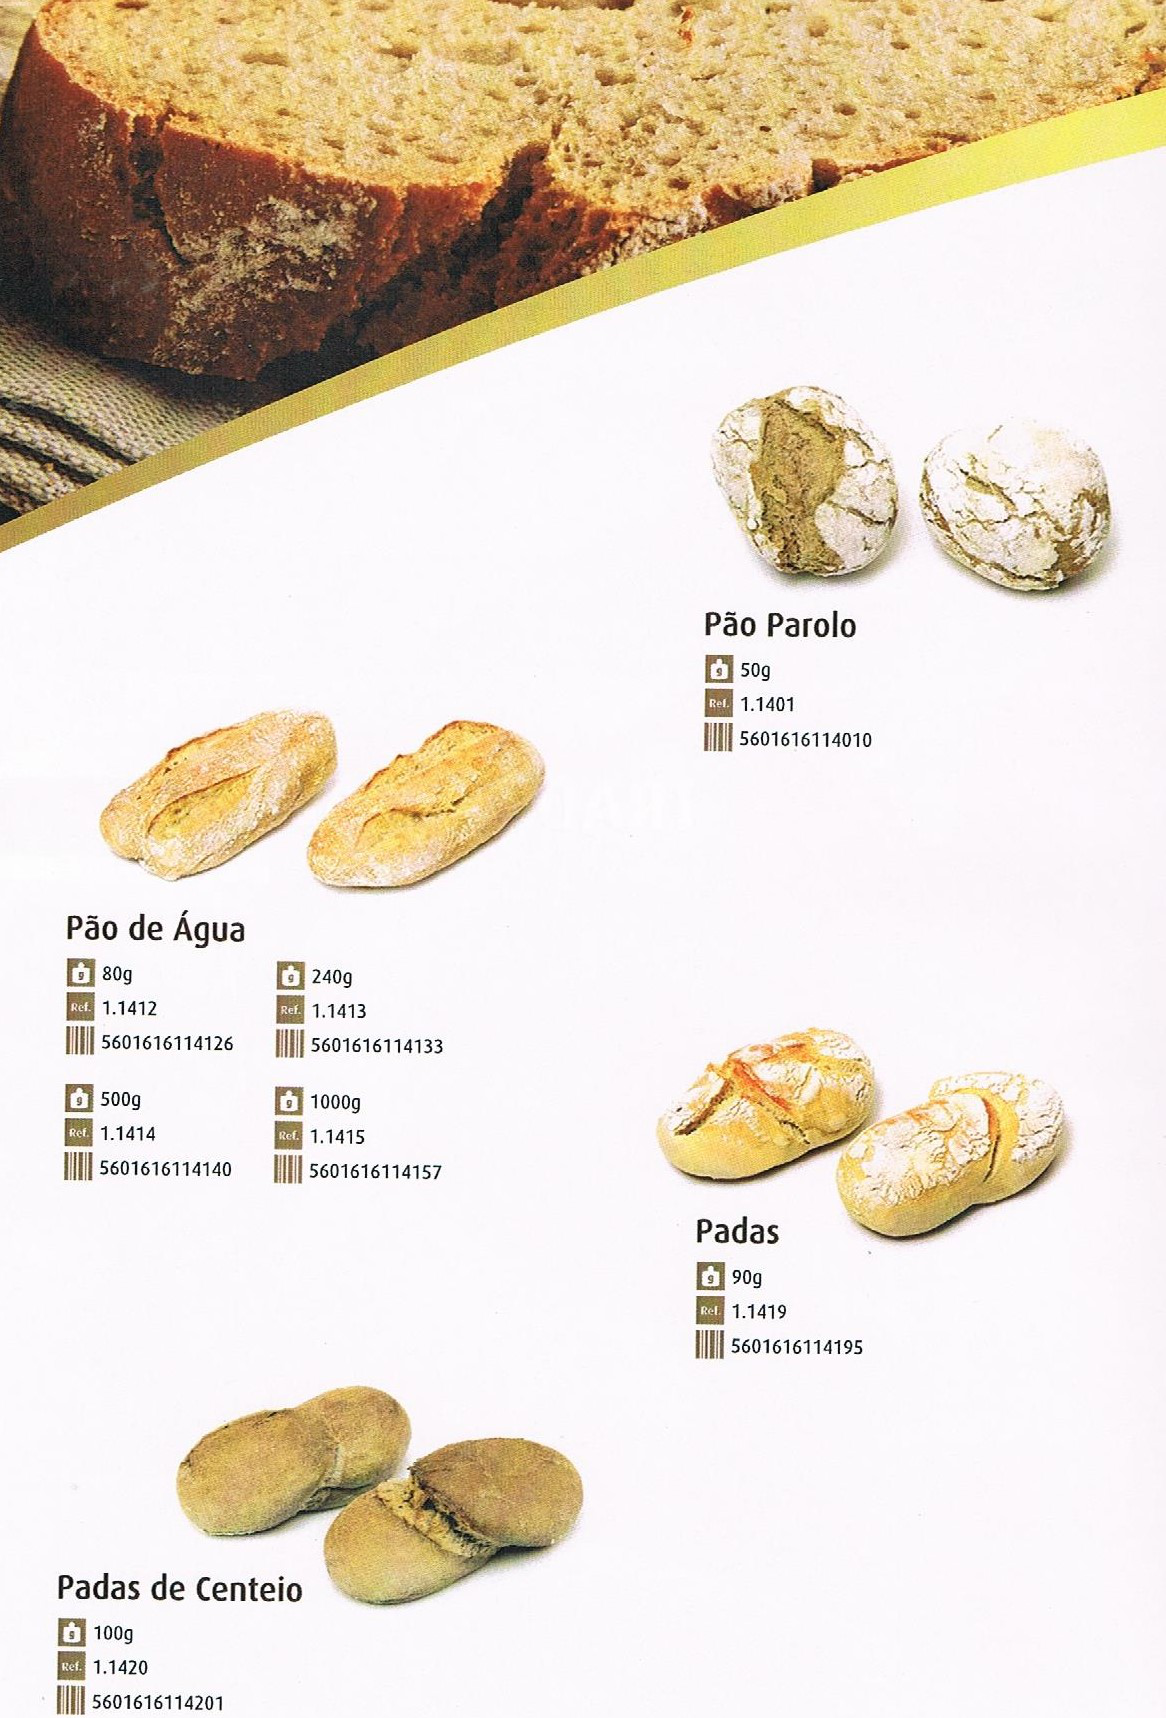 Pão Parolo
g 50g
Ref. 1.1401
5601616114010
Pão de Água
g 80g
Ref. 1.1412
5601616114126
g 240g
Ref. 1.1413
5601616114133
g 500g
Ref. 1.1414
5601616114140
g 1000g
Ref. 1.1415
5601616114157
Padas
g 90g
Ref. 1.1419
5601616114195
Padas de Centeio
g 100g
Ref. 1.1420
5601616114201